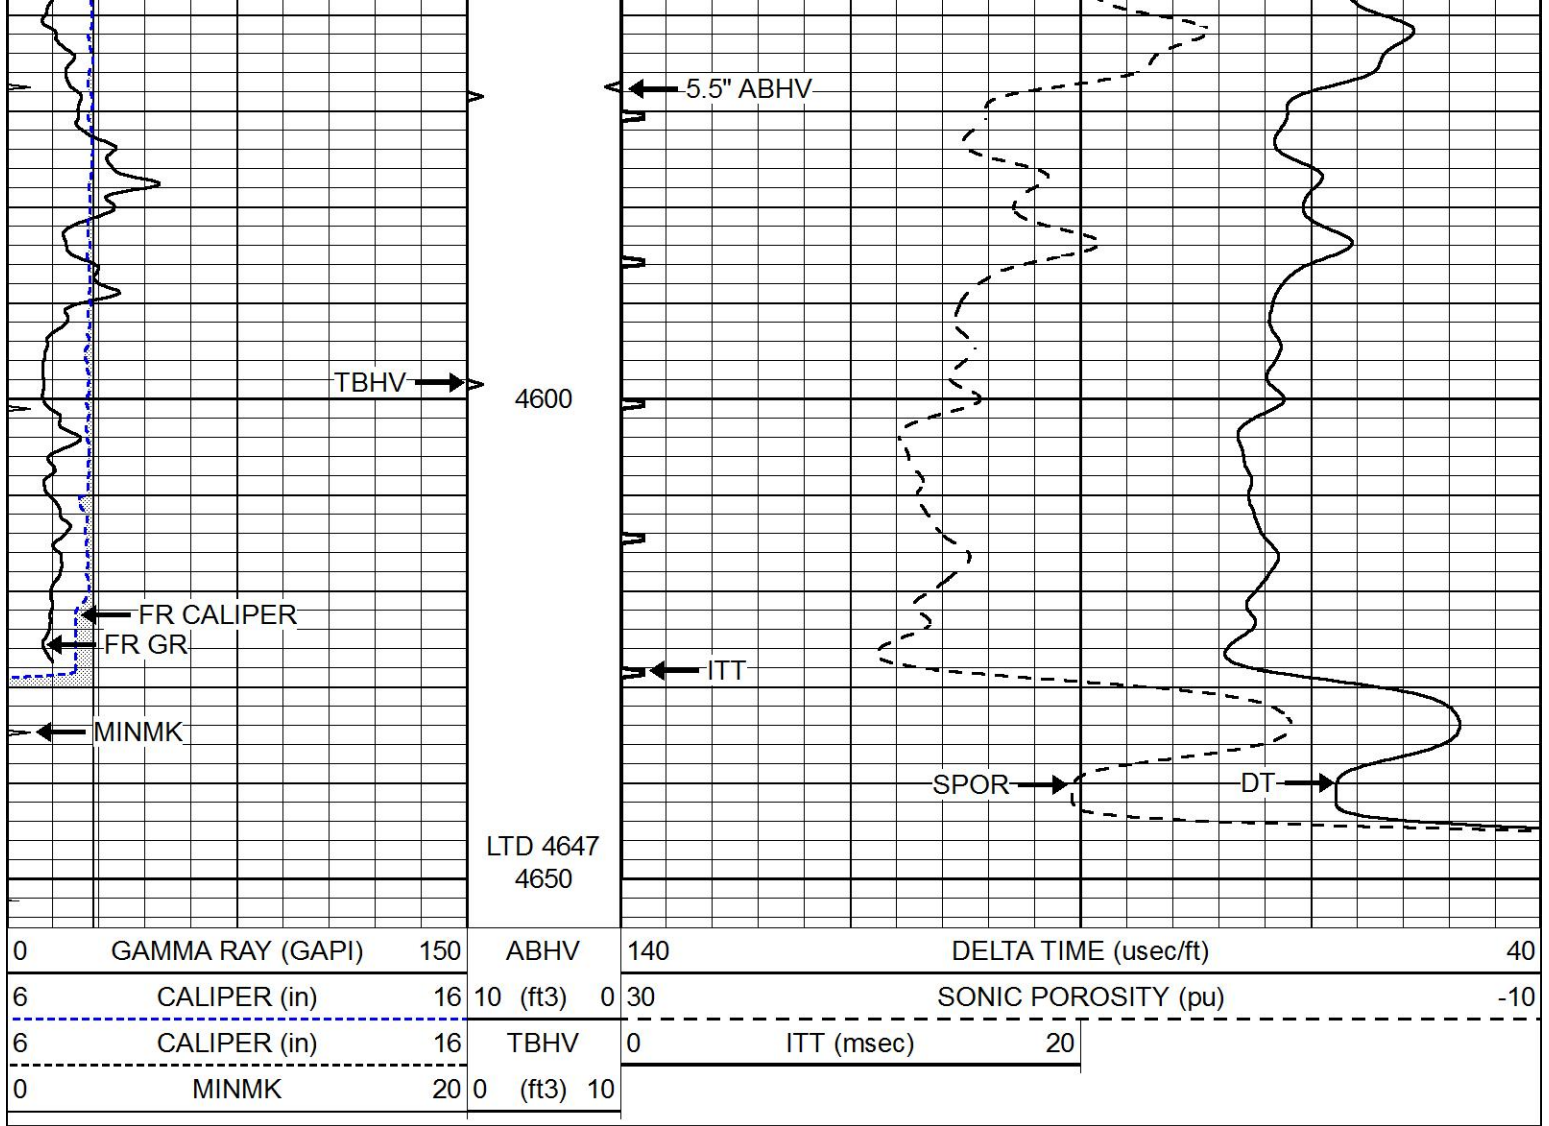 5.5" ABHV
TBHV
4600
FR CALIPER
FR GR
ITT
MINMK
SPOR
DT
LTD 4647
4650
0 GAMMA RAY (GAPI) 150 ABHV 140 DELTA TIME (usec/ft) 40
6 CALIPER (in) 16 10 (ft3) 0 30 SONIC POROSITY (pu) -10
6 CALIPER (in) 16 TBHV 0 ITT (msec) 20
0 MINMK 20 0 (ft3) 10